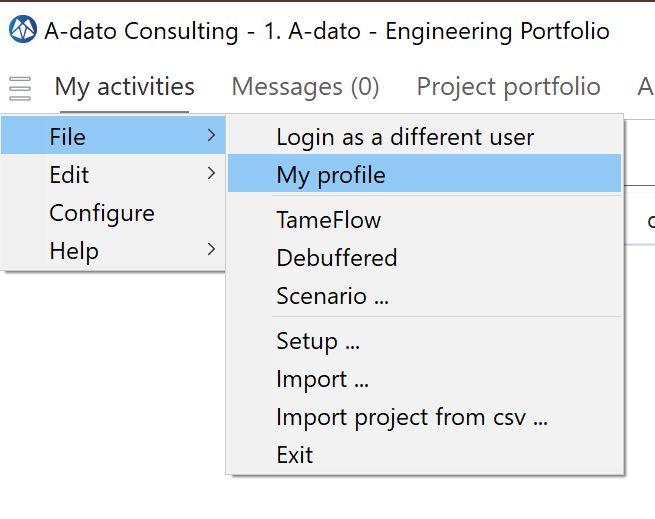 A-dato Consulting - 1. A-dato - Engineering Portfolio
My activities Messages (0) Project portfolio A
File
Edit
Configure
Help
Login as a different user
My profile
TameFlow
Debuffered
Scenario ...
Setup ...
Import ...
Import project from csv ...
Exit